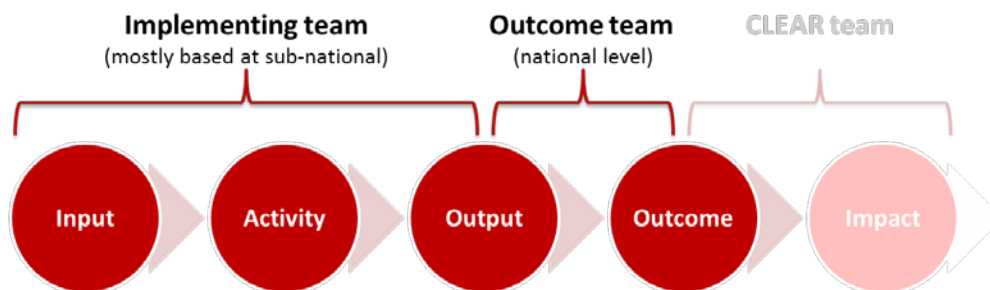 Implementing team
(mostly based at sub-national)
Outcome team
(national level)
CLEAR team
Input
Activity
Output
Outcome
Impact